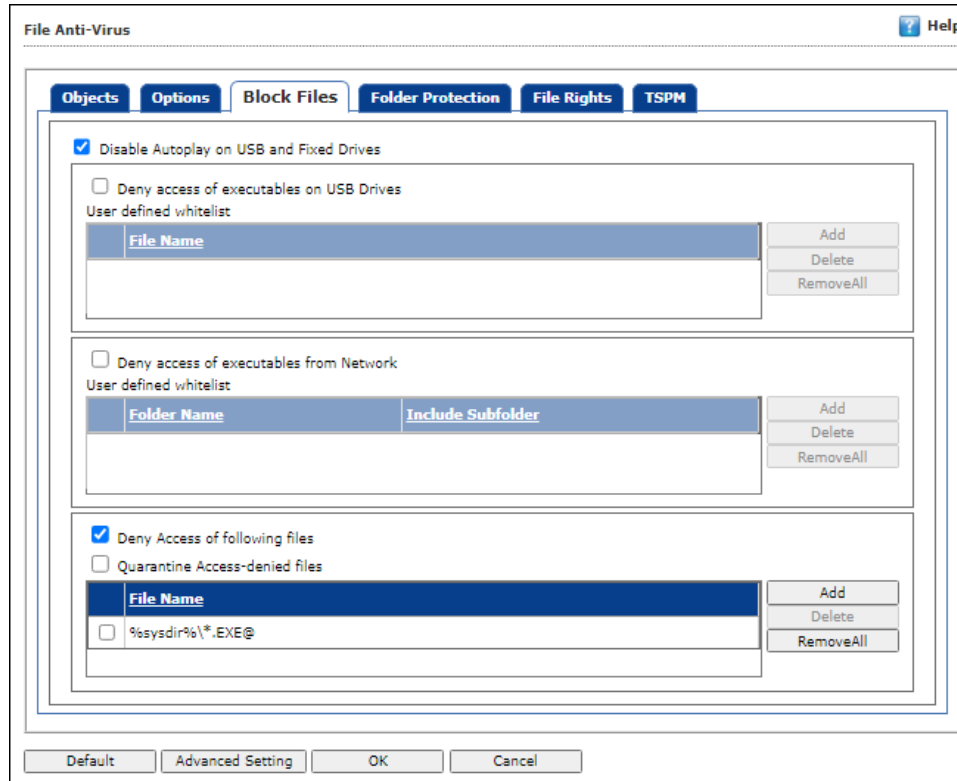 File Anti-Virus
? Help
Objects Options Block Files Folder Protection File Rights TSPM
Disable Autoplay on USB and Fixed Drives
Deny access of executables on USB Drives
User defined whitelist
File Name
Add
Delete
RemoveAll
Deny access of executables from Network
User defined whitelist
Folder Name Include Subfolder
Add
Delete
RemoveAll
Deny Access of following files
Quarantine Access-denied files
File Name
Add
Delete
%sysdir%\*.EXE@
RemoveAll
Default Advanced Setting OK Cancel